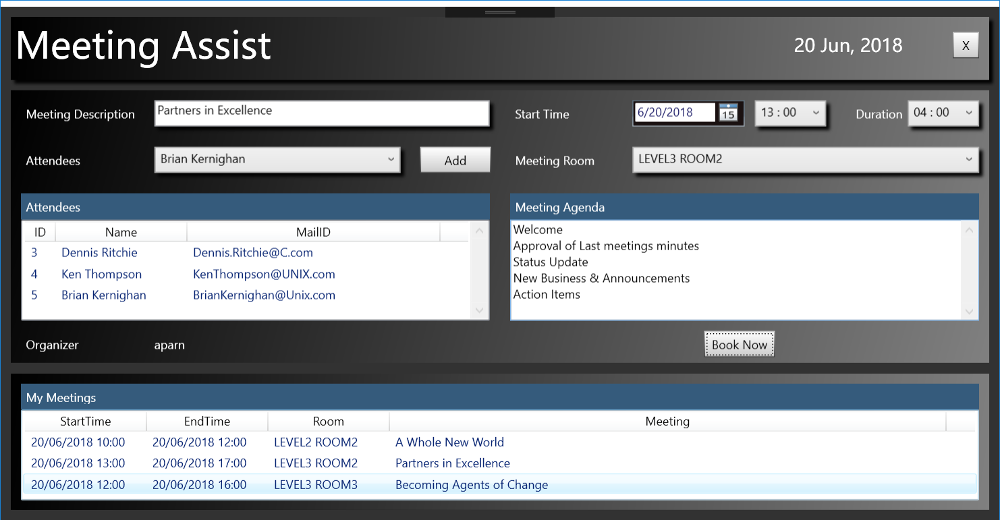 Meeting Assist 20 Jun, 2018 X
Meeting Description Partners in Excellence Start Time 6/20/2018 15 13 : 00 Duration 04 : 00
Attendees Brian Kernighan Add Meeting Room LEVEL3 ROOM2
Attendees
ID Name MailID
3 Dennis Ritchie Dennis.Ritchie@C.com
4 Ken Thompson KenThompson@UNIX.com
5 Brian Kernighan BrianKernighan@Unix.com
Meeting Agenda
Welcome
Approval of Last meetings minutes
Status Update
New Business & Announcements
Action Items
Organizer aparn Book Now
My Meetings
StartTime EndTime Room Meeting
20/06/2018 10:00 20/06/2018 12:00 LEVEL2 ROOM2 A Whole New World
20/06/2018 13:00 20/06/2018 17:00 LEVEL3 ROOM2 Partners in Excellence
20/06/2018 12:00 20/06/2018 16:00 LEVEL3 ROOM3 Becoming Agents of Change